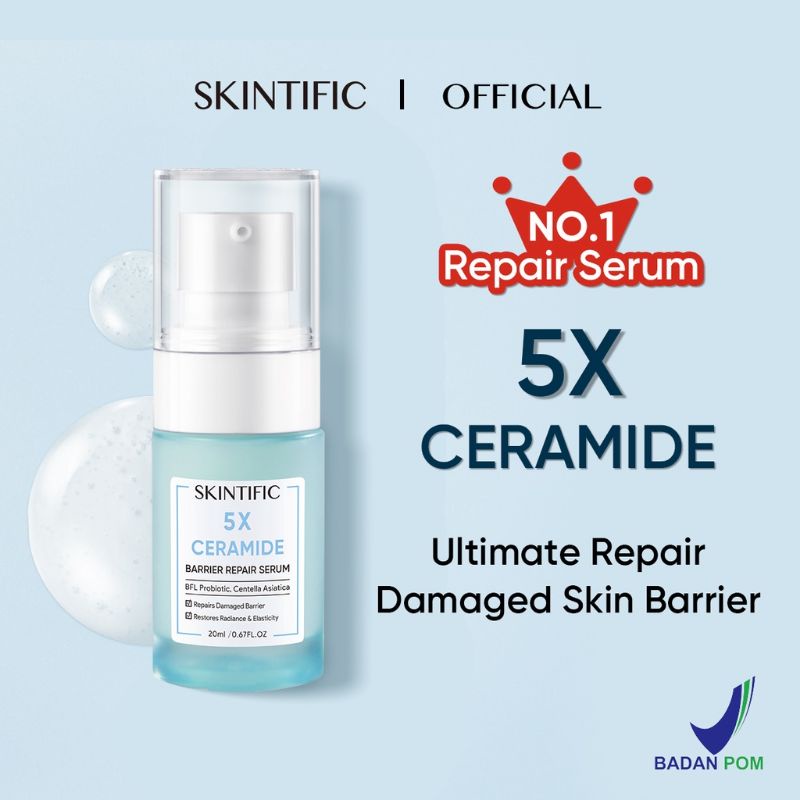 SKINTIFIC | OFFICIAL
NO.1
Repair Serum
5X
CERAMIDE
Ultimate Repair
Damaged Skin Barrier
SKINTIFIC
5X
CERAMIDE
BARRIER REPAIR SERUM
BFL Probiotic, Centella Asiatica
Repairs Damaged Barrier
Restores Radiance & Elasticity
20ml / 0.67FL.OZ
BADAN POM